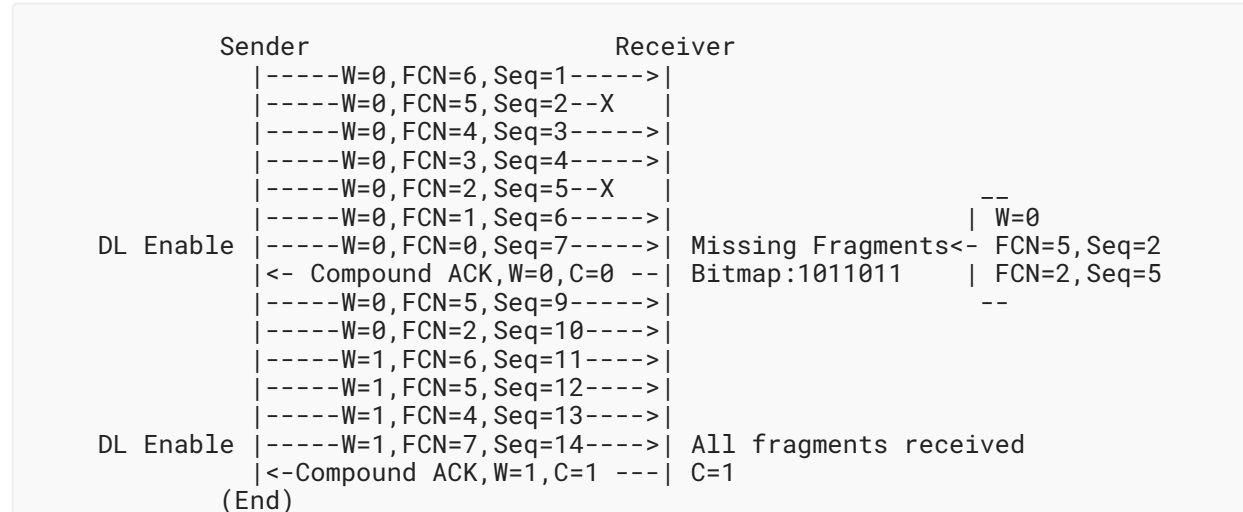 Sender                       Receiver
           |-----W=0,FCN=6,Seq=1----->|
           |-----W=0,FCN=5,Seq=2--X   |
           |-----W=0,FCN=4,Seq=3----->|
           |-----W=0,FCN=3,Seq=4----->|
           |-----W=0,FCN=2,Seq=5--X   |                  __
           |-----W=0,FCN=1,Seq=6----->|                 | W=0
 DL Enable |-----W=0,FCN=0,Seq=7----->| Missing Fragments<- FCN=5,Seq=2
           |<- Compound ACK,W=0,C=0 --| Bitmap:1011011    | FCN=2,Seq=5
           |-----W=0,FCN=5,Seq=9----->|                  --
           |-----W=0,FCN=2,Seq=10---->|
           |-----W=1,FCN=6,Seq=11---->|
           |-----W=1,FCN=5,Seq=12---->|
           |-----W=1,FCN=4,Seq=13---->|
 DL Enable |-----W=1,FCN=7,Seq=14---->| All fragments received
           |<-Compound ACK,W=1,C=1 ---| C=1
         (End)